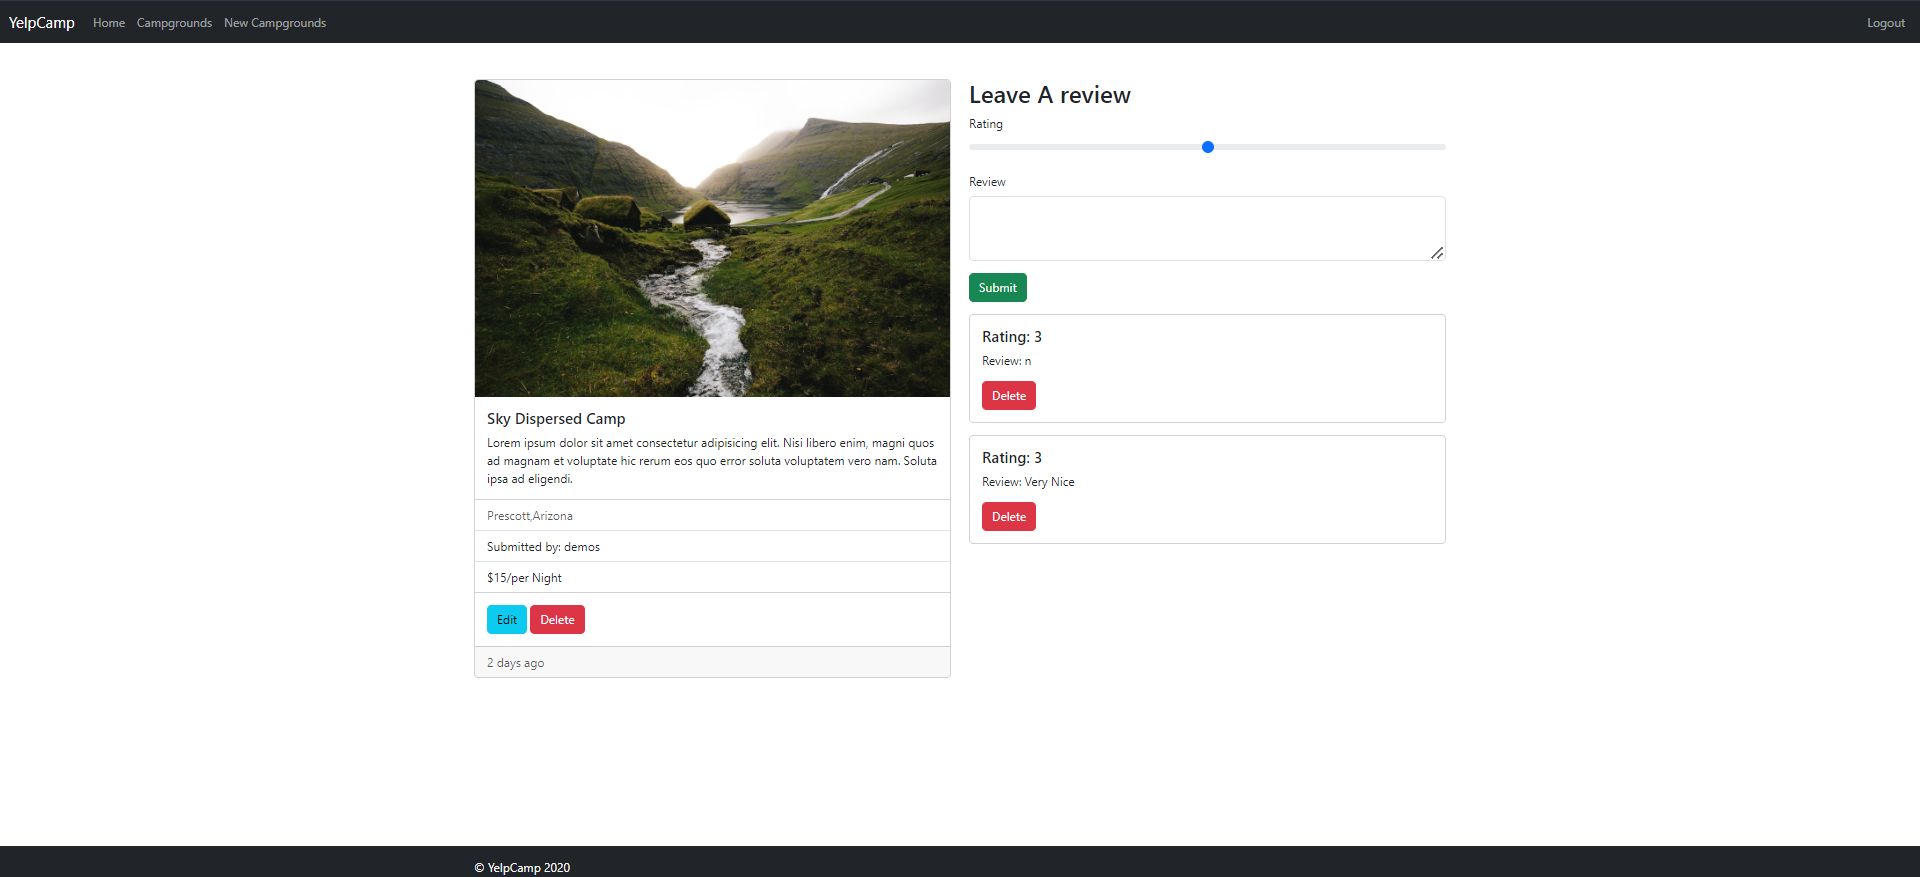 YelpCamp Home Campgrounds New Campgrounds Logout
Sky Dispersed Camp
Lorem ipsum dolor sit amet consectetur adipisicing elit. Nisi libero enim, magni quos
ad magnam et voluptate hic rerum eos quo error soluta voluptatem vero nam. Soluta
ipsa ad eligendi.
Prescott,Arizona
Submitted by: demos
$15/per Night
Edit Delete
2 days ago
Leave A review
Rating
Review
Submit
Rating: 3
Review: n
Delete
Rating: 3
Review: Very Nice
Delete
© YelpCamp 2020